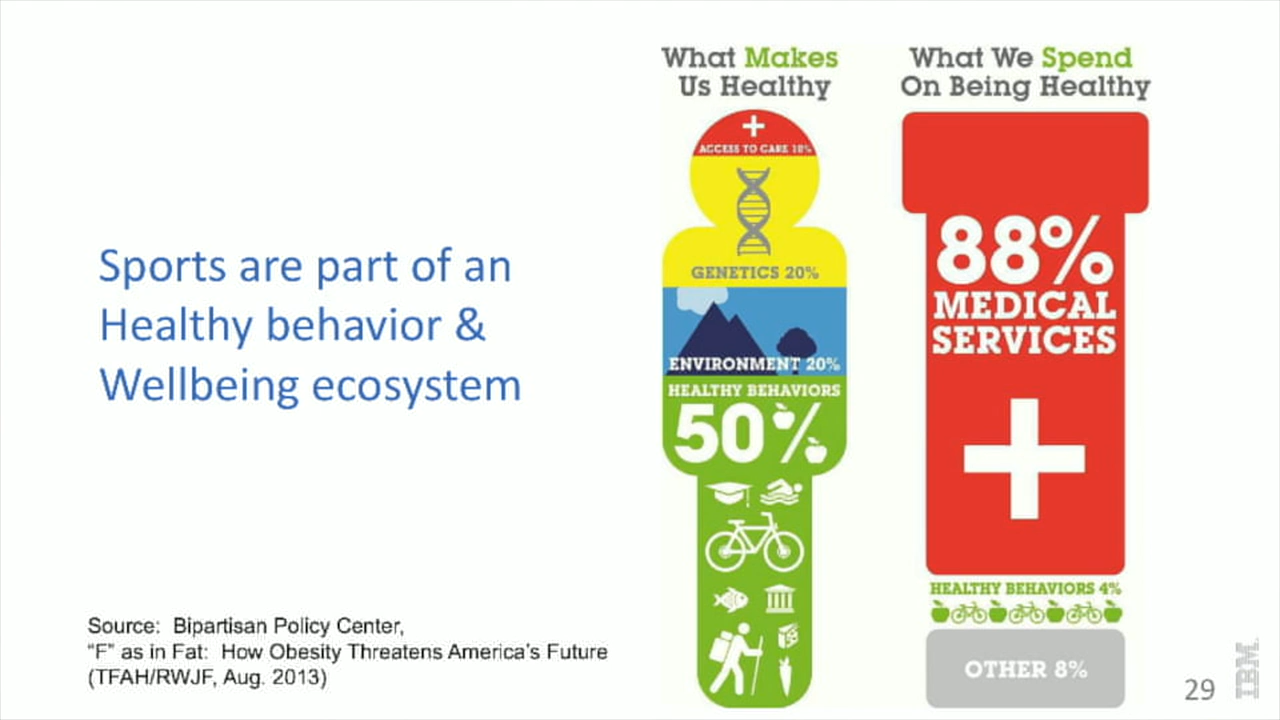 What Makes
Us Healthy
What We Spend
On Being Healthy
ACCESS TO CARE 10%
GENETICS 20%
ENVIRONMENT 20%
HEALTHY BEHAVIORS
50%
88%
MEDICAL
SERVICES
HEALTHY BEHAVIORS 4%
OTHER 8%
Sports are part of an
Healthy behavior &
Wellbeing ecosystem
Source: Bipartisan Policy Center,
“F” as in Fat: How Obesity Threatens America’s Future
(TFAH/RWJF, Aug. 2013)
29
IBM